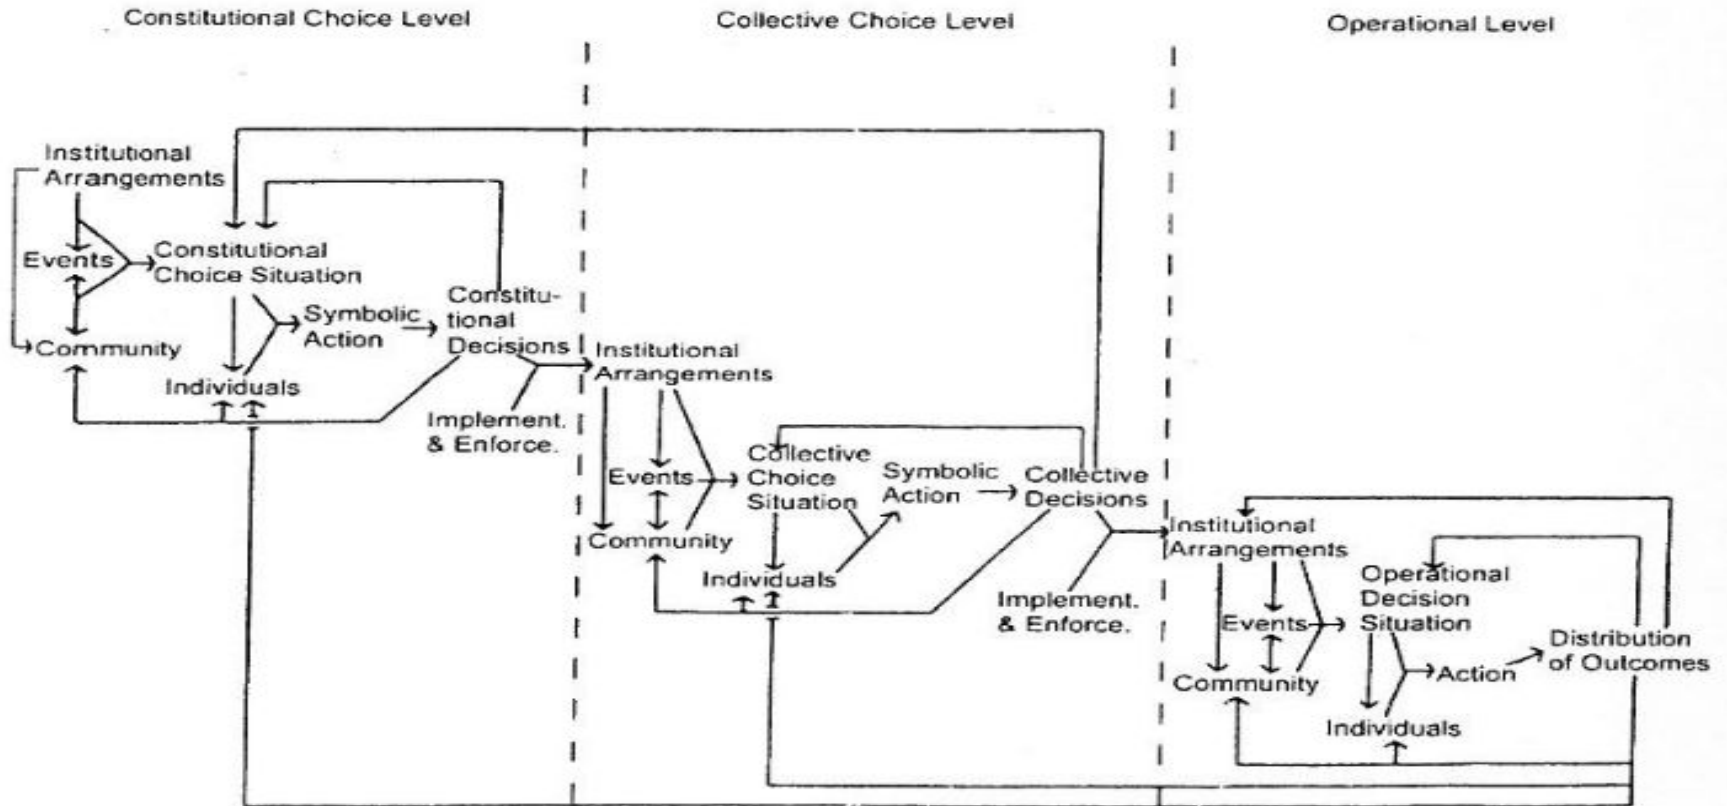 Constitutional Choice Level
Collective Choice Level
Operational Level
Institutional
Arrangements
Events
Constitutional
Choice Situation
Community
Individuals
Symbolic
Action
Constitu-
tional
Decisions
Implement.
& Enforce.
Institutional
Arrangements
Events
Community
Collective
Choice
Situation
Individuals
Symbolic
Action
Collective
Decisions
Implement.
& Enforce.
Institutional
Arrangements
Events
Community
Operational
Decision
Situation
Individuals
Action
Distribution
of Outcomes